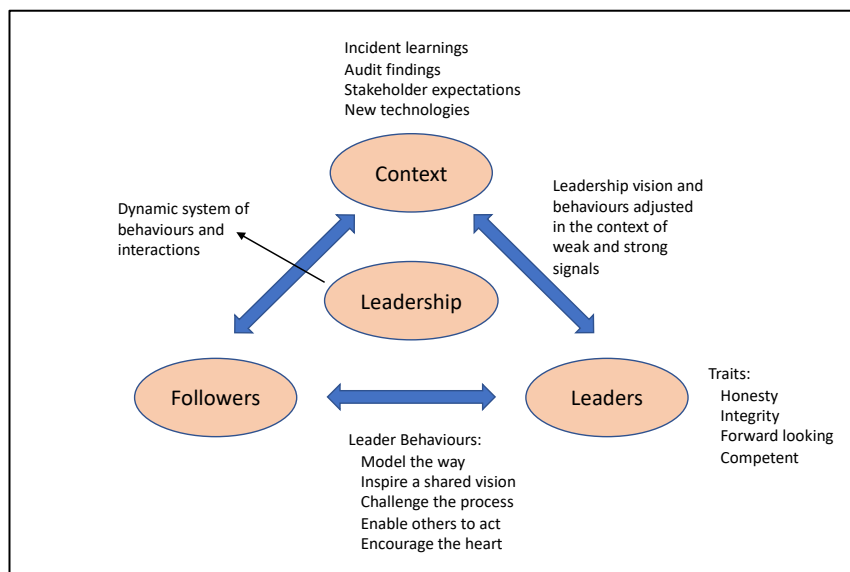 Incident learnings
Audit findings
Stakeholder expectations
New technologies
Context
Dynamic system of
behaviours and
interactions
Leadership vision and
behaviours adjusted
in the context of
weak and strong
signals
Leadership
Followers
Leaders
Traits:
Honesty
Integrity
Forward looking
Competent
Leader Behaviours:
Model the way
Inspire a shared vision
Challenge the process
Enable others to act
Encourage the heart